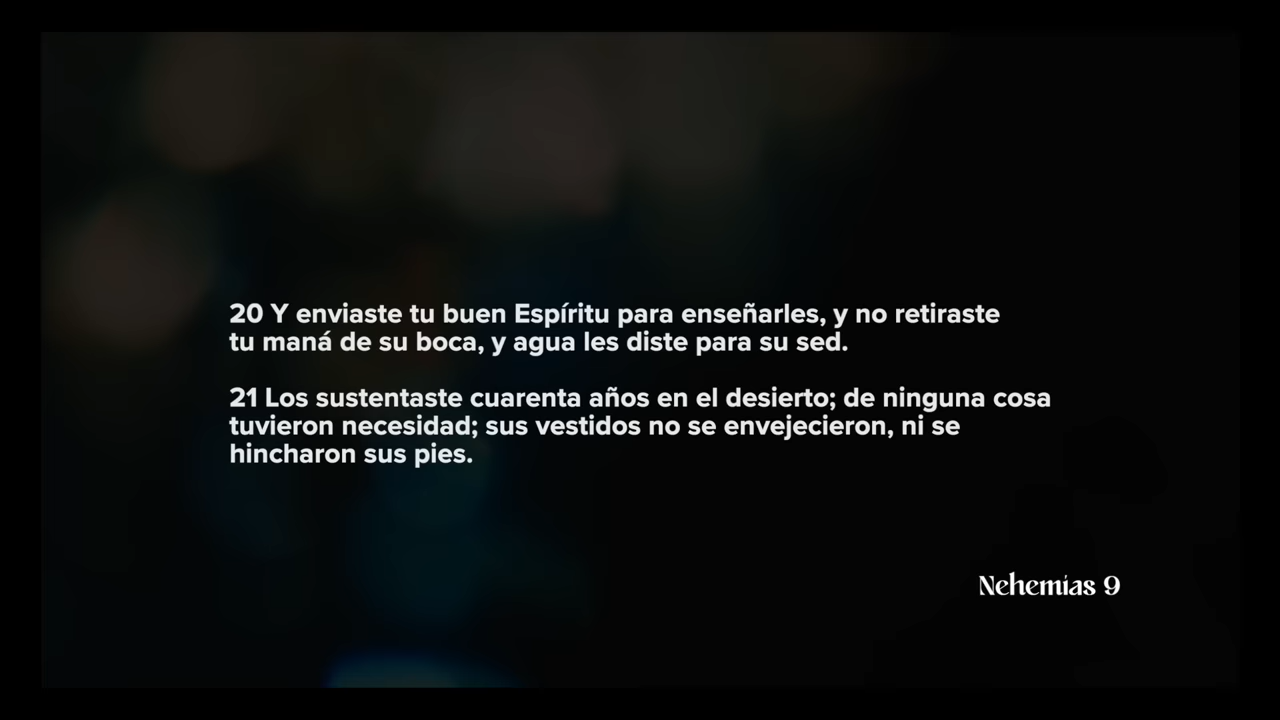 20 Y enviaste tu buen Espíritu para enseñarles, y no retiraste
tu maná de su boca, y agua les diste para su sed.
21 Los sustentaste cuarenta años en el desierto; de ninguna cosa
tuvieron necesidad; sus vestidos no se envejecieron, ni se
hincharon sus pies.
Nehemías 9